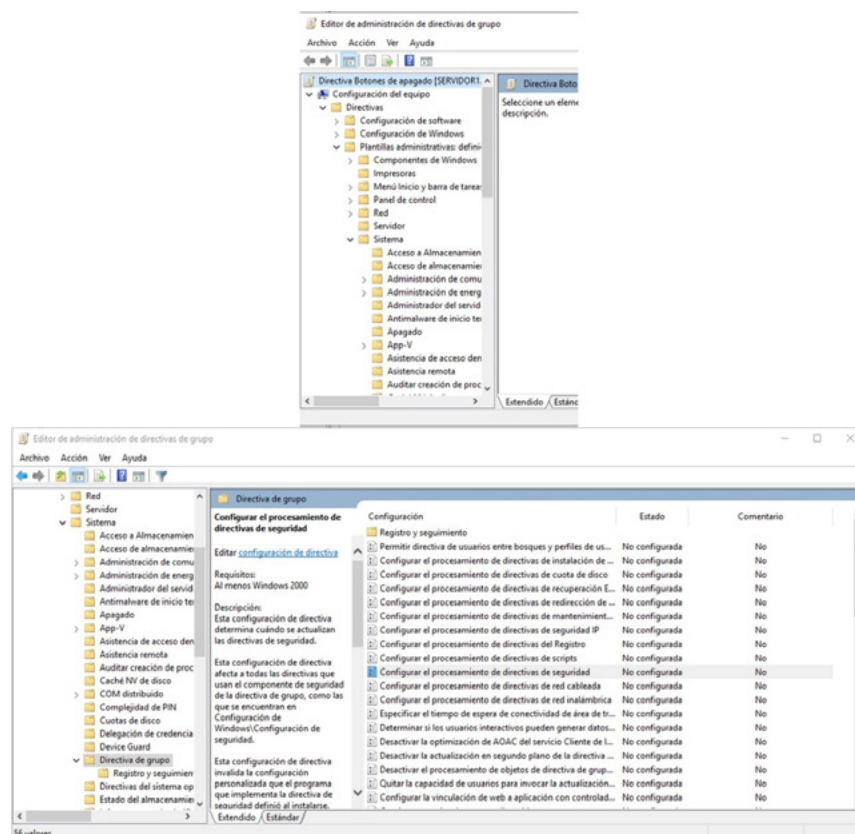 Editor de administración de directivas de grupo
Archivo Acción Ver Ayuda
Directiva Botones de apagado [SERVIDOR1.
Configuración del equipo
Directivas
Configuración de software
Configuración de Windows
Plantillas administrativas: defini
Componentes de Windows
Impresoras
Menú Inicio y barra de tareas
Panel de control
Red
Servidor
Sistema
Acceso a Almacenamien
Acceso de almacenamie
Administración de comu
Administración de energ
Administrador del servid
Antimalware de inicio te
Apagado
App-V
Asistencia de acceso den
Asistencia remota
Auditar creación de proc
Directiva Boto
Seleccione un eleme
descripción.
Extendido Estánd
Editor de administración de directivas de grupo
Archivo Acción Ver Ayuda
Red
Servidor
Sistema
Acceso a Almacenamien
Acceso de almacenamie
Administración de comu
Administración de energ
Administrador del servid
Antimalware de inicio te
Apagado
App-V
Asistencia de acceso den
Asistencia remota
Auditar creación de proc
Caché NV de disco
COM distribuido
Complejidad de PIN
Cuotas de disco
Delegación de credencia
Device Guard
Directiva de grupo
Registro y seguimien
Directivas del sistema op
Estado del almacenamie
Directiva de grupo
Configurar el procesamiento de
directivas de seguridad
Editar configuración de directiva
Requisitos:
Al menos Windows 2000
Descripción:
Esta configuración de directiva
determina cuándo se actualizan
las directivas de seguridad.
Esta configuración de directiva
afecta a todas las directivas que
usan el componente de seguridad
de la directiva de grupo, como las
que se encuentran en
Configuración de
Windows\Configuración de
seguridad.
Esta configuración de directiva
invalida la configuración
personalizada que el programa
que implementa la directiva de
seguridad definió al instalarse.
Configuración Estado Comentario
Registro y seguimiento
Permitir directiva de usuarios entre bosques y perfiles de us... No configurada No
Configurar el procesamiento de directivas de instalación de ... No configurada No
Configurar el procesamiento de directivas de cuota de disco No configurada No
Configurar el procesamiento de directivas de recuperación E... No configurada No
Configurar el procesamiento de directivas de redirección de ... No configurada No
Configurar el procesamiento de directivas de mantenimient... No configurada No
Configurar el procesamiento de directivas de seguridad IP No configurada No
Configurar el procesamiento de directivas del Registro No configurada No
Configurar el procesamiento de directivas de scripts No configurada No
Configurar el procesamiento de directivas de seguridad No configurada No
Configurar el procesamiento de directivas de red cableada No configurada No
Configurar el procesamiento de directivas de red inalámbrica No configurada No
Especificar el tiempo de espera de conectividad de área de tr... No configurada No
Determinar si los usuarios interactivos pueden generar datos... No configurada No
Desactivar la optimización de AOAC del servicio Cliente de l... No configurada No
Desactivar la actualización en segundo plano de la directiva ... No configurada No
Desactivar el procesamiento de objetos de directiva de grup... No configurada No
Quitar la capacidad de usuarios para invocar la actualización... No configurada No
Configurar la vinculación de web a aplicación con controlad... No configurada No
Extendido Estándar
56 valores